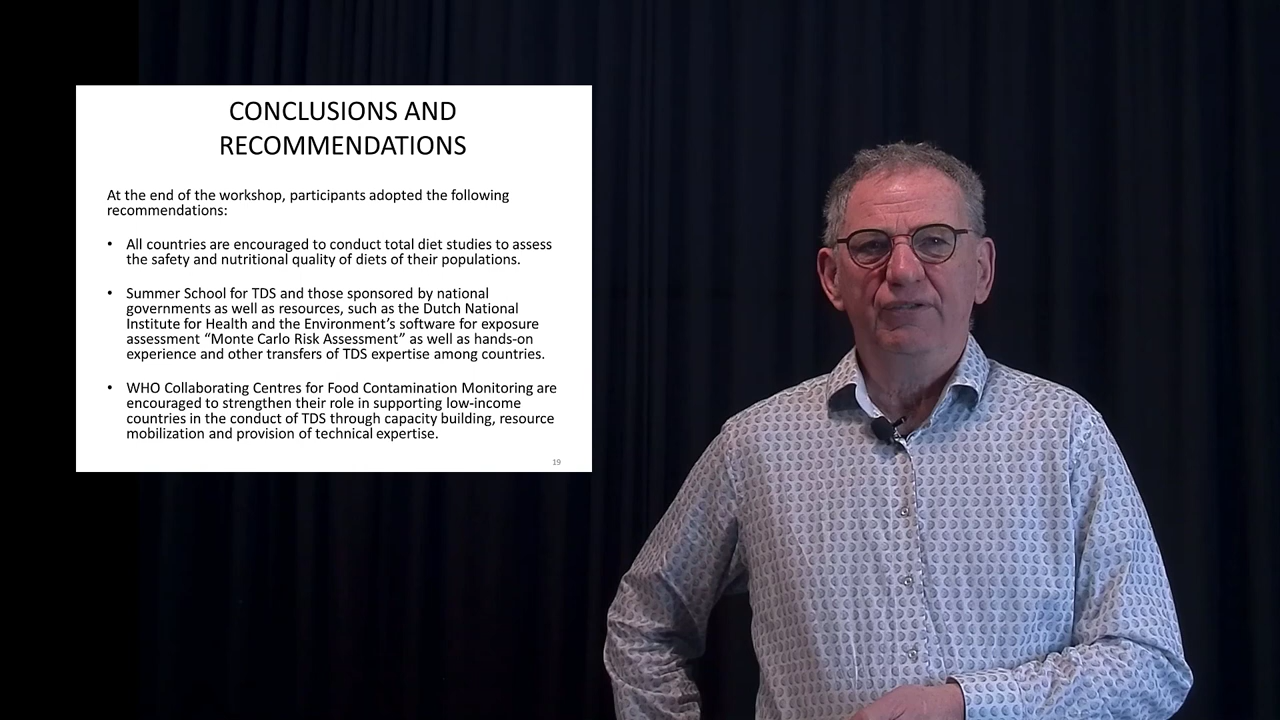 CONCLUSIONS AND
RECOMMENDATIONS
At the end of the workshop, participants adopted the following
recommendations:
• All countries are encouraged to conduct total diet studies to assess
the safety and nutritional quality of diets of their populations.
• Summer School for TDS and those sponsored by national
governments as well as resources, such as the Dutch National
Institute for Health and the Environment’s software for exposure
assessment “Monte Carlo Risk Assessment” as well as hands-on
experience and other transfers of TDS expertise among countries.
• WHO Collaborating Centres for Food Contamination Monitoring are
encouraged to strengthen their role in supporting low-income
countries in the conduct of TDS through capacity building, resource
mobilization and provision of technical expertise.
19